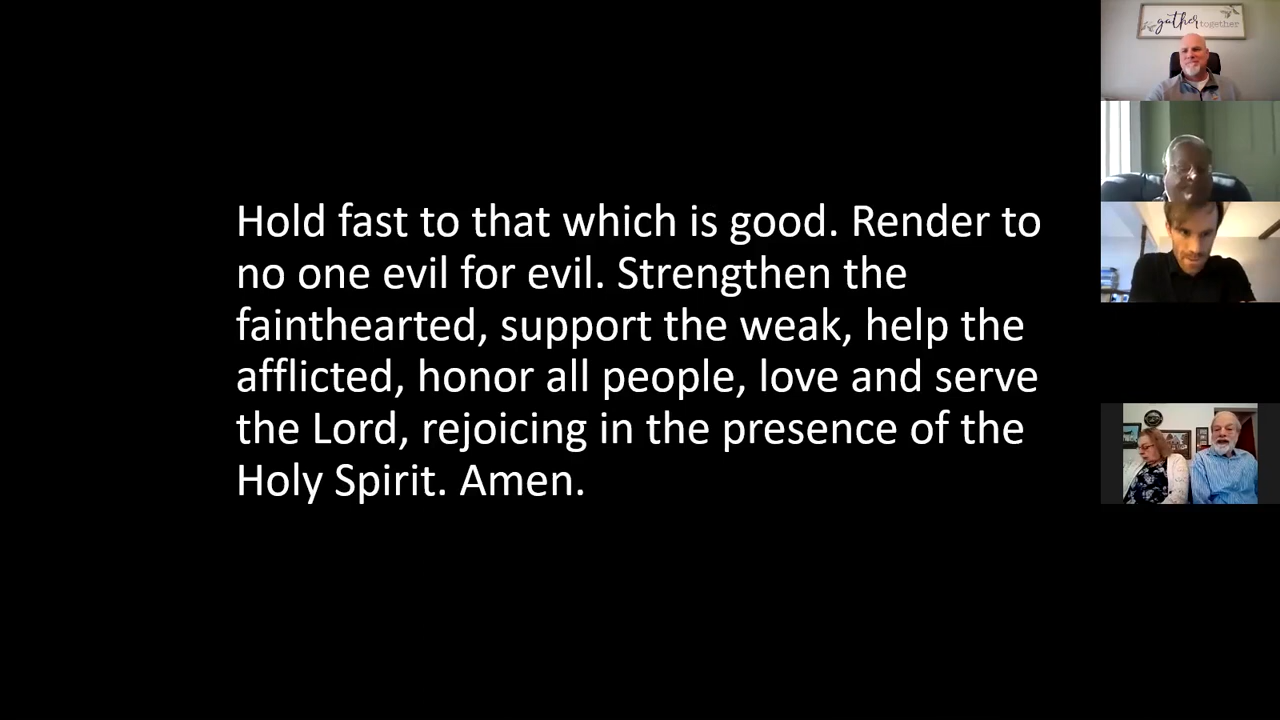 gather together
Hold fast to that which is good. Render to
no one evil for evil. Strengthen the
fainthearted, support the weak, help the
afflicted, honor all people, love and serve
the Lord, rejoicing in the presence of the
Holy Spirit. Amen.